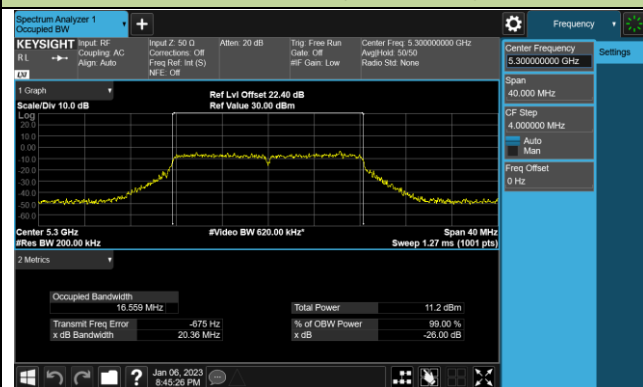 Spectrum Analyzer 1
Occupied BW
+
Frequency
KEYSIGHT
RL
Input: RF
Coupling: AC
Align: Auto
Input Z: 50 Ω
Corrections: Off
Freq Ref: Int (S)
NFE: Off
Atten: 20 dB
Trig: Free Run
Gate: Off
#IF Gain: Low
Center Freq: 5.300000000 GHz
Avg|Hold: 50/50
Radio Std: None
Center Frequency
5.300000000 GHz
Settings
Span
40.000 MHz
CF Step
4.000000 MHz
Auto
Man
Freq Offset
0 Hz
1 Graph
Scale/Div 10.0 dB
Ref Lvl Offset 22.40 dB
Ref Value 30.00 dBm
Log
20.0
10.0
0.00
-10.0
-20.0
-30.0
-40.0
-50.0
-60.0
Center 5.3 GHz
#Res BW 200.00 kHz
#Video BW 620.00 kHz*
Span 40 MHz
Sweep 1.27 ms (1001 pts)
2 Metrics
Occupied Bandwidth
16.559 MHz
Total Power 11.2 dBm
Transmit Freq Error -675 Hz
% of OBW Power 99.00 %
x dB Bandwidth 20.36 MHz
x dB -26.00 dB
?
Jan 06, 2023
8:45:26 PM